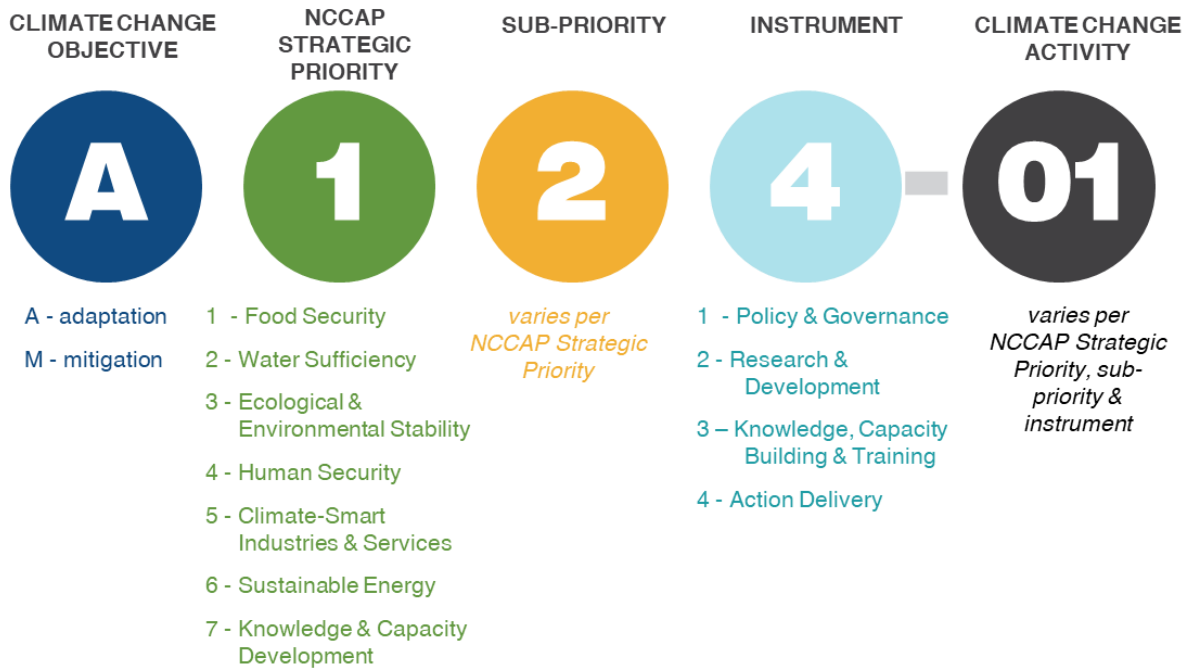 CLIMATE CHANGE
OBJECTIVE
NCCAP
STRATEGIC
PRIORITY
SUB-PRIORITY
INSTRUMENT
CLIMATE CHANGE
ACTIVITY
A
1
2
4
-
01
A - adaptation
M - mitigation
1 - Food Security
2 - Water Sufficiency
3 - Ecological &
Environmental Stability
4 - Human Security
5 - Climate-Smart
Industries & Services
6 - Sustainable Energy
7 - Knowledge & Capacity
Development
varies per
NCCAP Strategic
Priority
1 - Policy & Governance
2 - Research &
Development
3 – Knowledge, Capacity
Building & Training
4 - Action Delivery
varies per
NCCAP Strategic
Priority, sub-
priority &
instrument